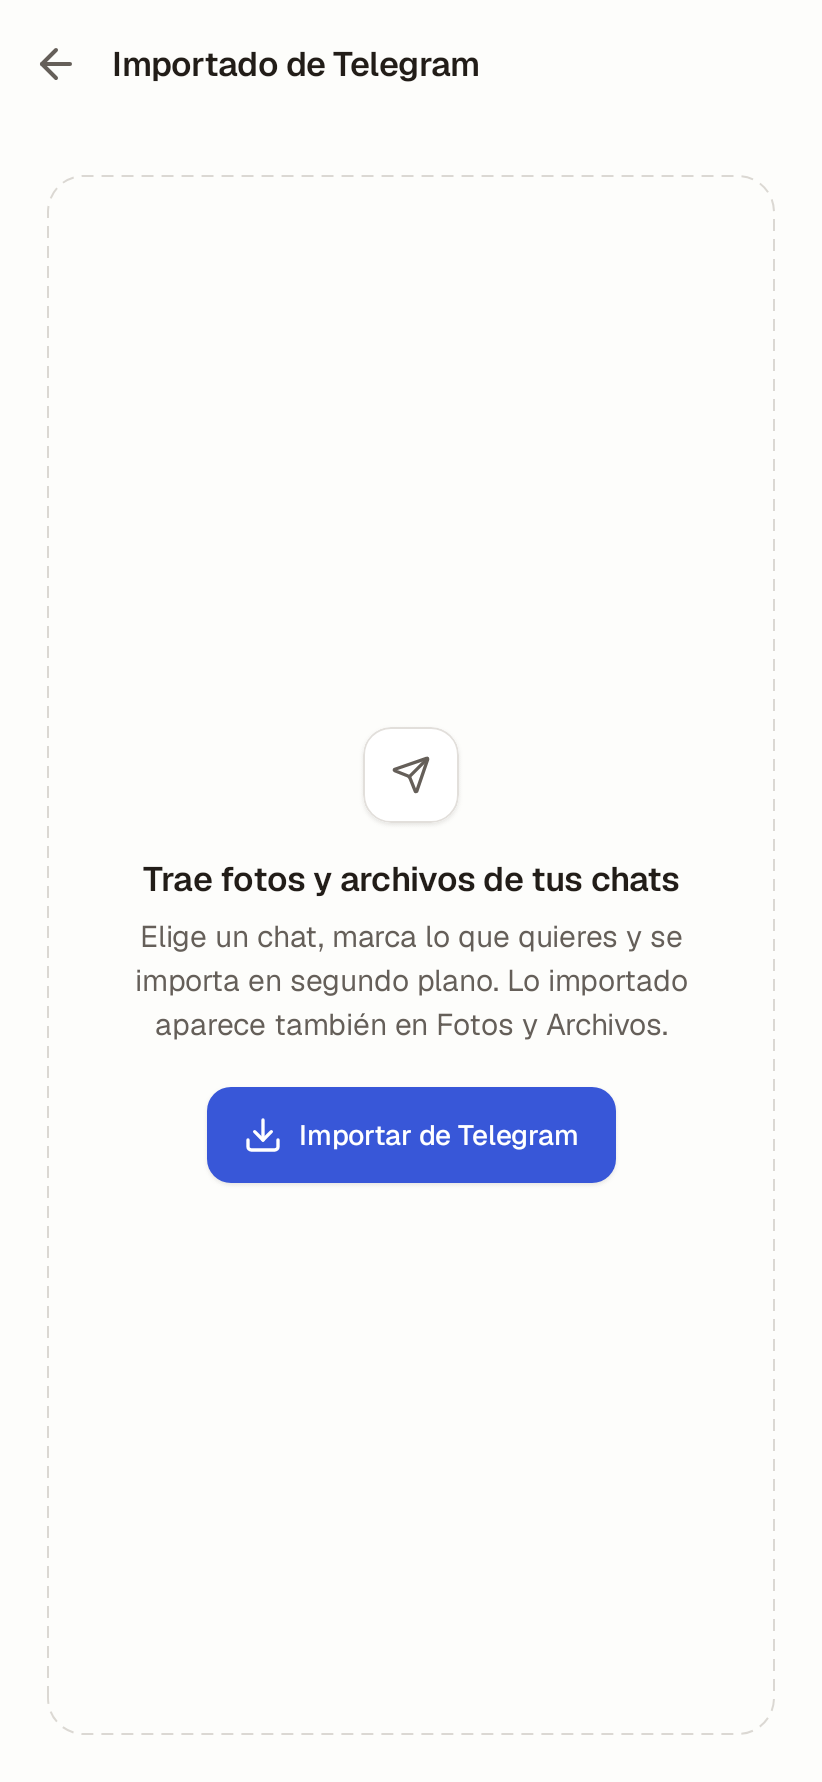 Importado de Telegram
Trae fotos y archivos de tus chats
Elige un chat, marca lo que quieres y se
importa en segundo plano. Lo importado
aparece también en Fotos y Archivos.
Importar de Telegram